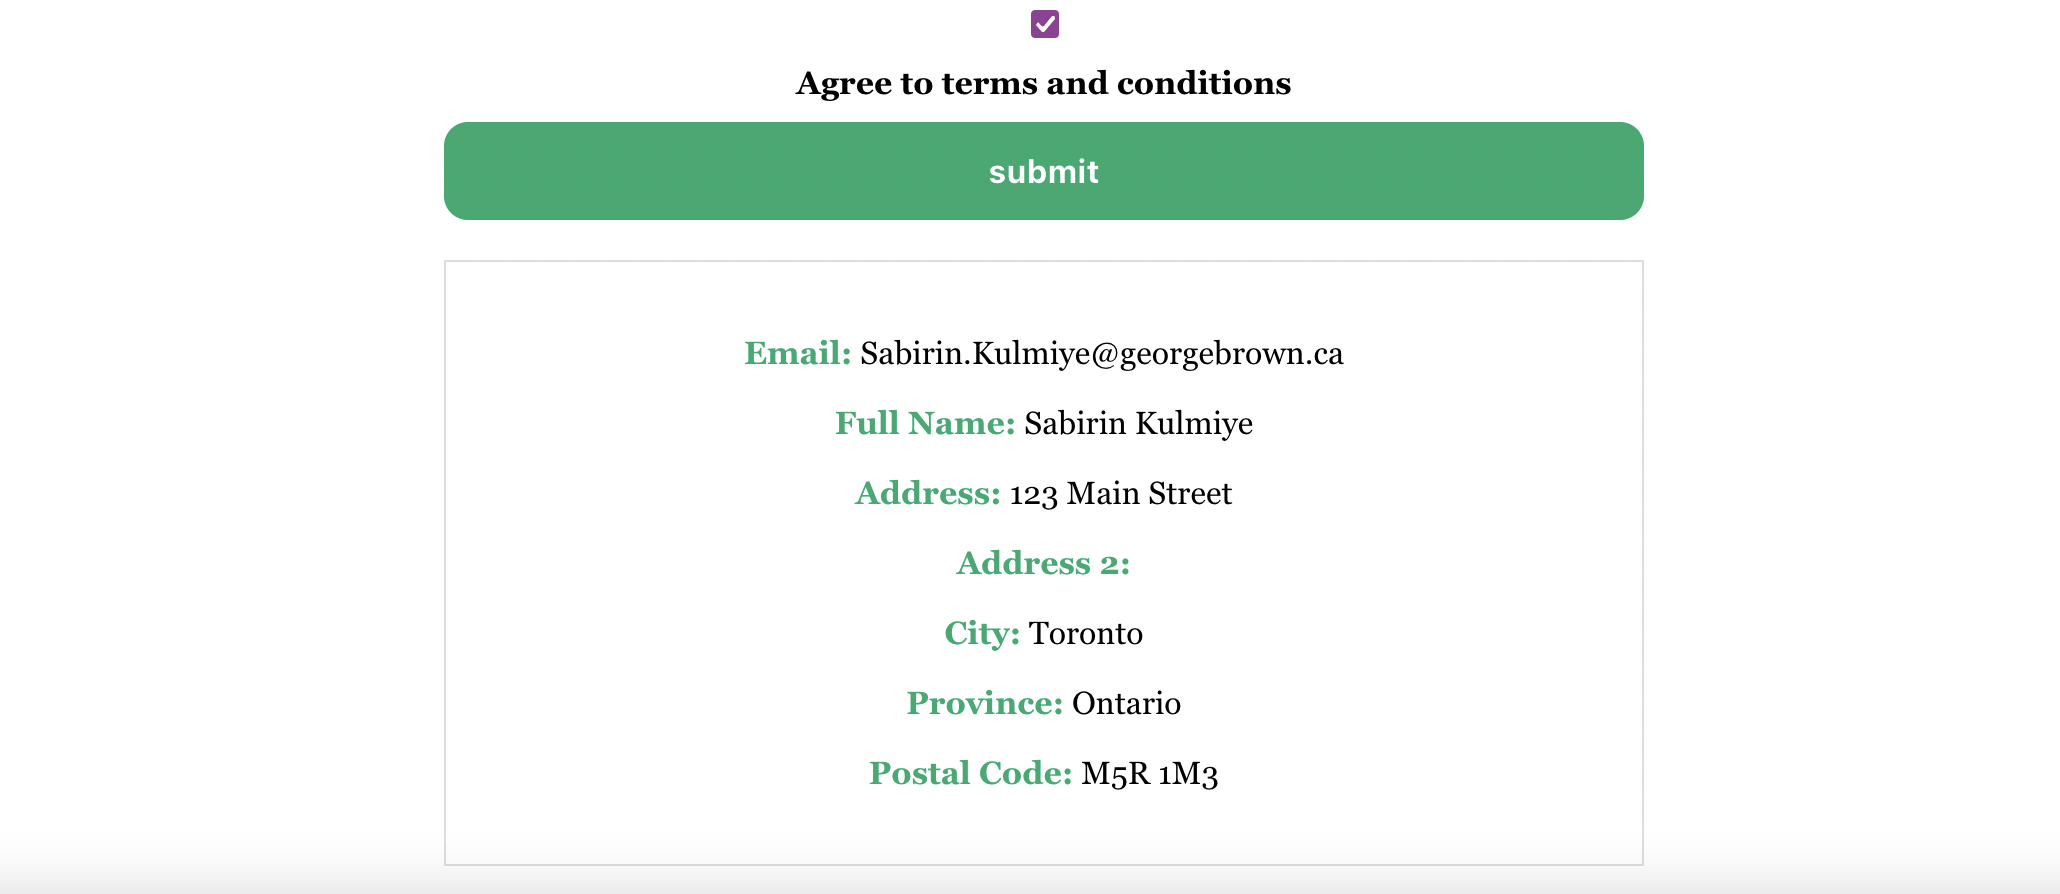 Agree to terms and conditions
submit
Email: Sabirin.Kulmiye@georgebrown.ca
Full Name: Sabirin Kulmiye
Address: 123 Main Street
Address 2:
City: Toronto
Province: Ontario
Postal Code: M5R 1M3